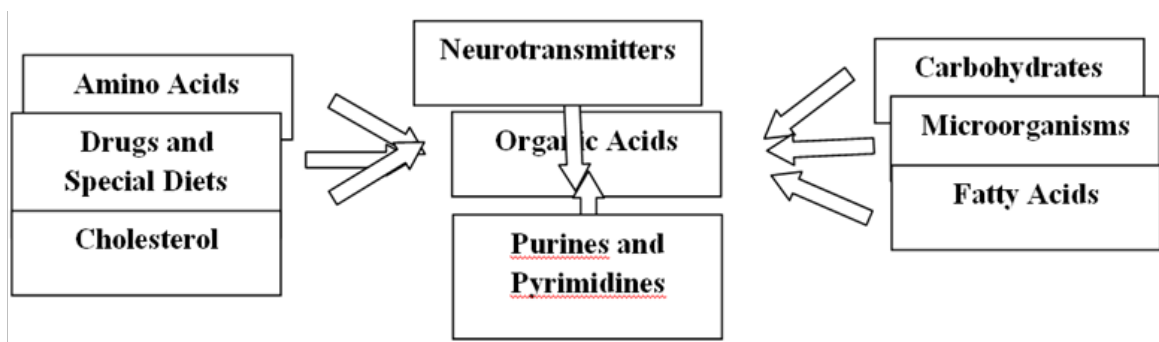 Amino Acids
Drugs and
Special Diets
Cholesterol
Neurotransmitters
Organic Acids
Purines and
Pyrimidines
Carbohydrates
Microorganisms
Fatty Acids